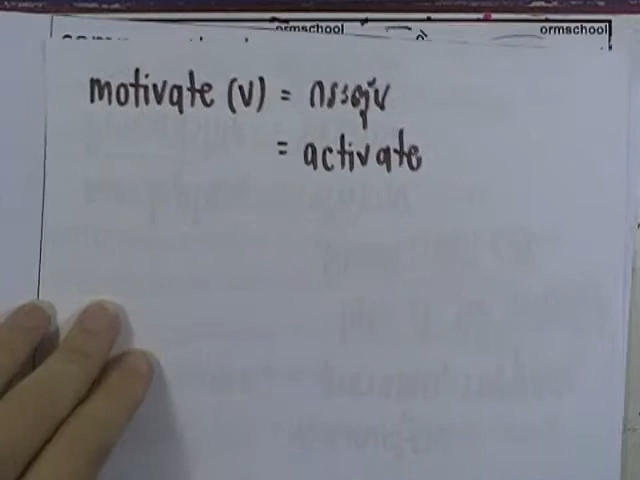 ormschool ormschool
motivate (v) = กระตุ้น
= activate